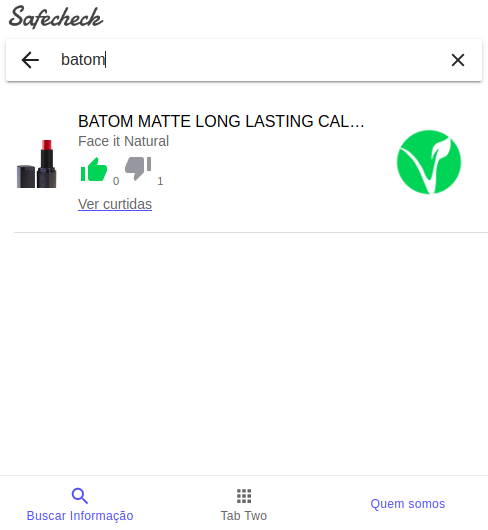 Safecheck
batom
BATOM MATTE LONG LASTING CAL…
Face it Natural
0 1
Ver curtidas
Buscar Informação Tab Two Quem somos